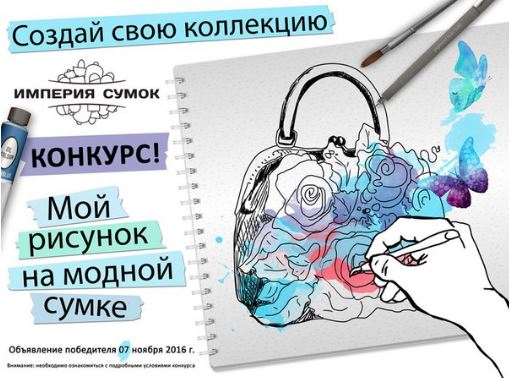 Создай свою коллекцию
ИМПЕРИЯ СУМОК
КОНКУРС!
Мой
рисунок
на модной
сумке
Объявление победителя 07 ноября 2016 г.
Внимание: необходимо ознакомиться с подробными условиями конкурса